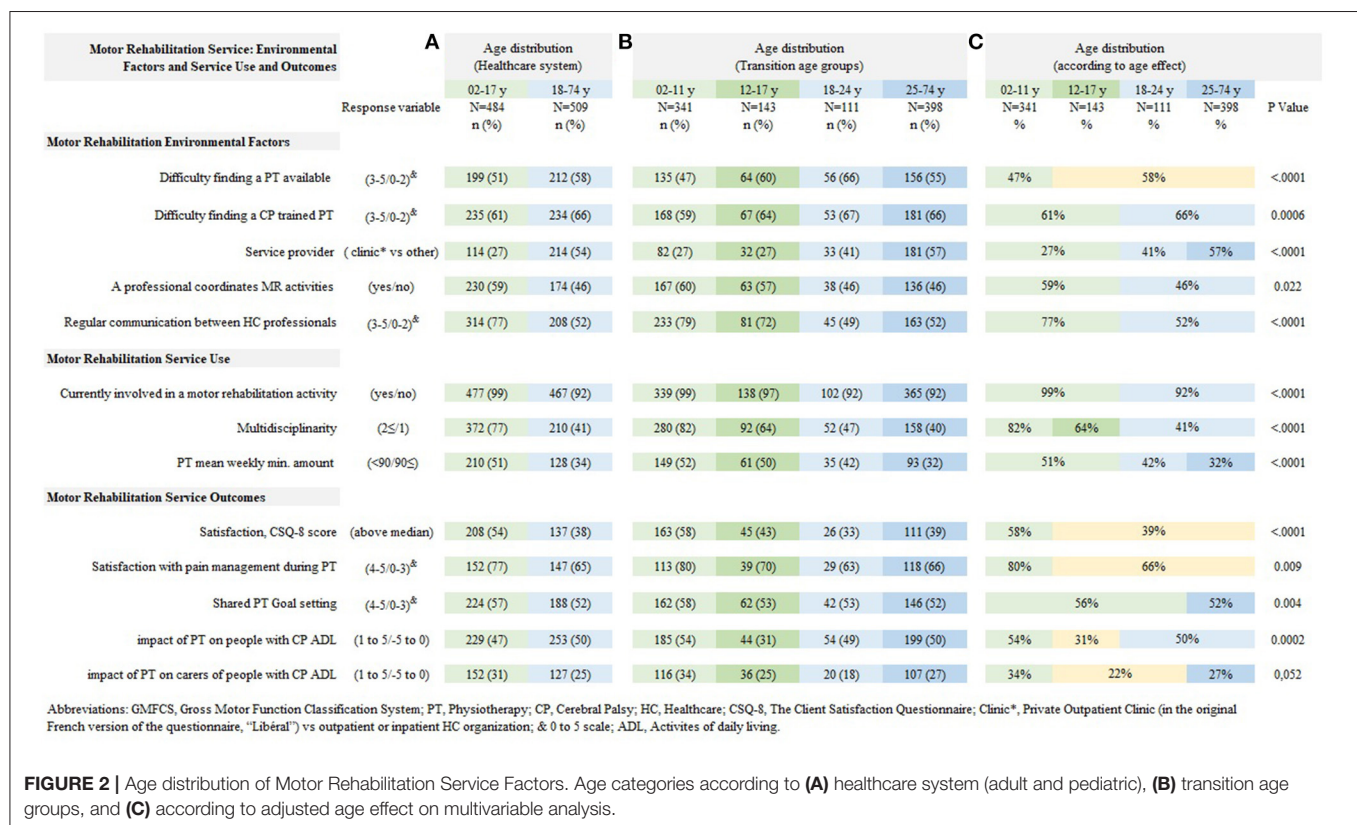 Motor Rehabilitation Service: Environmental Factors and Service Use and Outcomes A Age distribution (Healthcare system) B Age distribution (Transition age groups) C Age distribution (according to age effect)
02-17 y 18-74 y 02-11 y 12-17 y 18-24 y 25-74 y 02-11 y 12-17 y 18-24 y 25-74 y
Response variable N=484 N=509 N=341 N=143 N=111 N=398 N=341 N=143 N=111 N=398 P Value
n (%) n (%) n (%) n (%) n (%) n (%) % % % %
Motor Rehabilitation Environmental Factors
Difficulty finding a PT available (3-5/0-2)& 199 (51) 212 (58) 135 (47) 64 (60) 56 (66) 156 (55) 47% 58% <.0001
Difficulty finding a CP trained PT (3-5/0-2)& 235 (61) 234 (66) 168 (59) 67 (64) 53 (67) 181 (66) 61% 66% 0.0006
Service provider ( clinic* vs other) 114 (27) 214 (54) 82 (27) 32 (27) 33 (41) 181 (57) 27% 41% 57% <.0001
A professional coordinates MR activities (yes/no) 230 (59) 174 (46) 167 (60) 63 (57) 38 (46) 136 (46) 59% 46% 0.022
Regular communication between HC professionals (3-5/0-2)& 314 (77) 208 (52) 233 (79) 81 (72) 45 (49) 163 (52) 77% 52% <.0001
Motor Rehabilitation Service Use
Currently involved in a motor rehabilitation activity (yes/no) 477 (99) 467 (92) 339 (99) 138 (97) 102 (92) 365 (92) 99% 92% <.0001
Multidisciplinarity (2≤/1) 372 (77) 210 (41) 280 (82) 92 (64) 52 (47) 158 (40) 82% 64% 41% <.0001
PT mean weekly min. amount (<90/90≤) 210 (51) 128 (34) 149 (52) 61 (50) 35 (42) 93 (32) 51% 42% 32% <.0001
Motor Rehabilitation Service Outcomes
Satisfaction, CSQ-8 score (above median) 208 (54) 137 (38) 163 (58) 45 (43) 26 (33) 111 (39) 58% 39% <.0001
Satisfaction with pain management during PT (4-5/0-3)& 152 (77) 147 (65) 113 (80) 39 (70) 29 (63) 118 (66) 80% 66% 0.009
Shared PT Goal setting (4-5/0-3)& 224 (57) 188 (52) 162 (58) 62 (53) 42 (53) 146 (52) 56% 52% 0.004
impact of PT on people with CP ADL (1 to 5/-5 to 0) 229 (47) 253 (50) 185 (54) 44 (31) 54 (49) 199 (50) 54% 31% 50% 0.0002
impact of PT on carers of people with CP ADL (1 to 5/-5 to 0) 152 (31) 127 (25) 116 (34) 36 (25) 20 (18) 107 (27) 34% 22% 27% 0,052
Abbreviations: GMFCS, Gross Motor Function Classification System; PT, Physiotherapy; CP, Cerebral Palsy; HC, Healthcare; CSQ-8, The Client Satisfaction Questionnaire; Clinic*, Private Outpatient Clinic (in the original
French version of the questionnaire, “Libéral”) vs outpatient or inpatient HC organization; & 0 to 5 scale; ADL, Activites of daily living.
FIGURE 2 | Age distribution of Motor Rehabilitation Service Factors. Age categories according to (A) healthcare system (adult and pediatric), (B) transition age
groups, and (C) according to adjusted age effect on multivariable analysis.